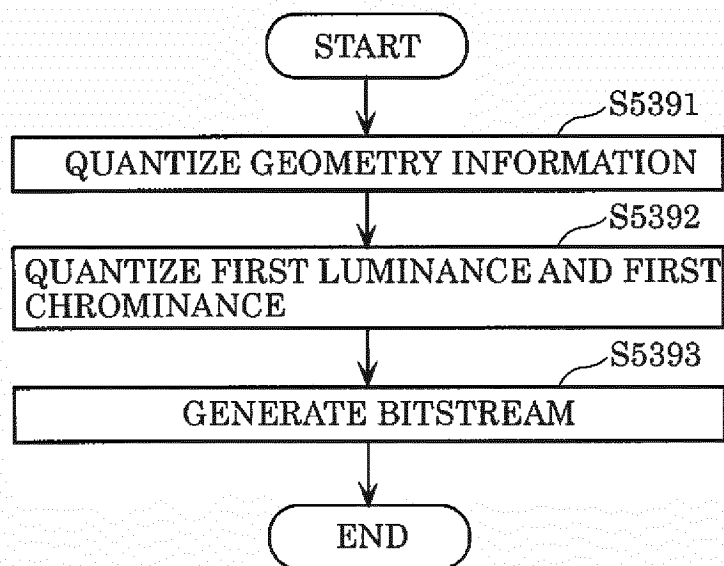 START
S5391
QUANTIZE GEOMETRY INFORMATION
S5392
QUANTIZE FIRST LUMINANCE AND FIRST
CHROMINANCE
S5393
GENERATE BITSTREAM
END